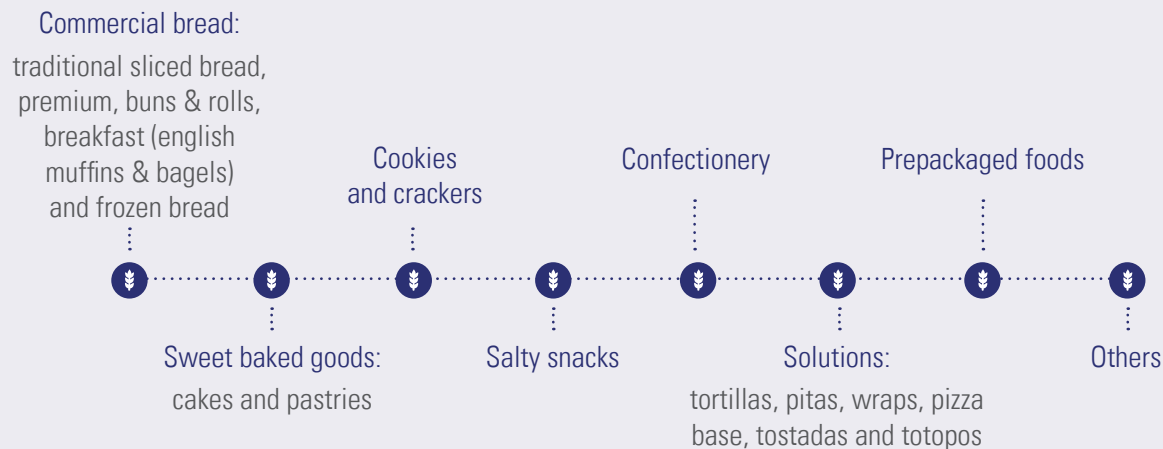 Commercial bread:
traditional sliced bread,
premium, buns & rolls,
breakfast (english
muffins & bagels)
and frozen bread
Sweet baked goods:
cakes and pastries
Cookies
and crackers
Salty snacks
Confectionery
Solutions:
tortillas, pitas, wraps, pizza
base, tostadas and totopos
Prepackaged foods
Others